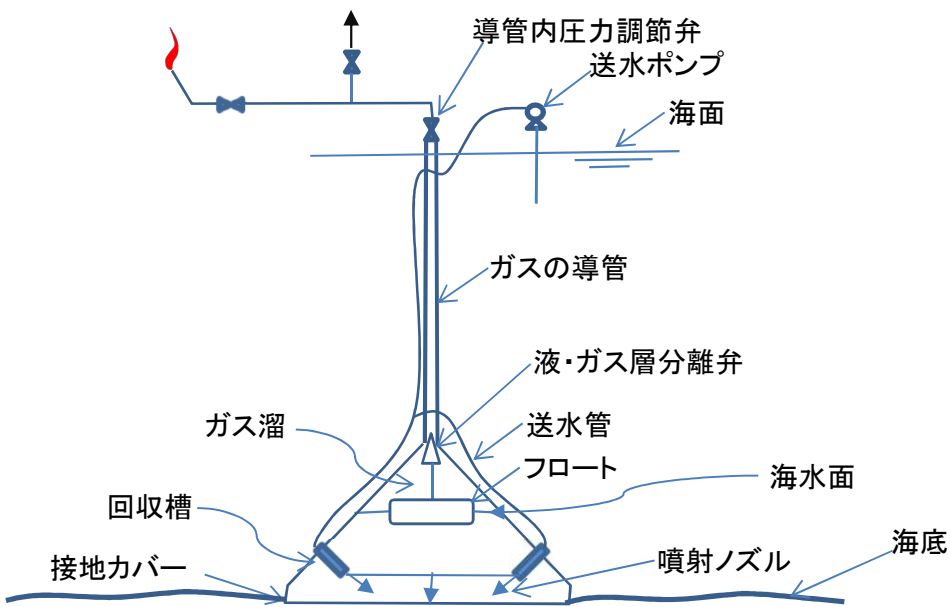 導管内圧力調節弁
送水ポンプ
海面
ガスの導管
液・ガス層分離弁
ガス溜
送水管
フロート
海水面
回収槽
海底
噴射ノズル
接地カバー